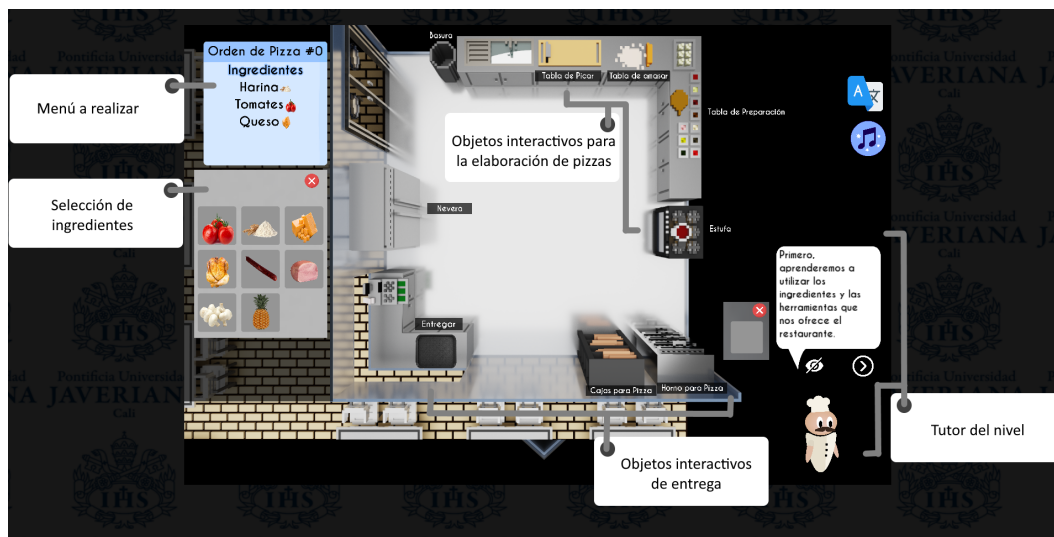 Orden de Pizza #0
Ingredientes
Harina
Tomates
Queso
Menú a realizar
Selección de
ingredientes
Basura
Tabla de Picar
Tabla de amasar
Objetos interactivos para
la elaboración de pizzas
Tabla de Preparación
Nevera
Estufa
Entregar
Cajas para Pizza
Horno para Pizza
Primero,
aprenderemos a
utilizar los
ingredientes y las
herramientas que
nos ofrece el
restaurante.
Tutor del nivel
Objetos interactivos
de entrega
A
文
Pontificia Universidad
JAVERIANA
Cali
IHS